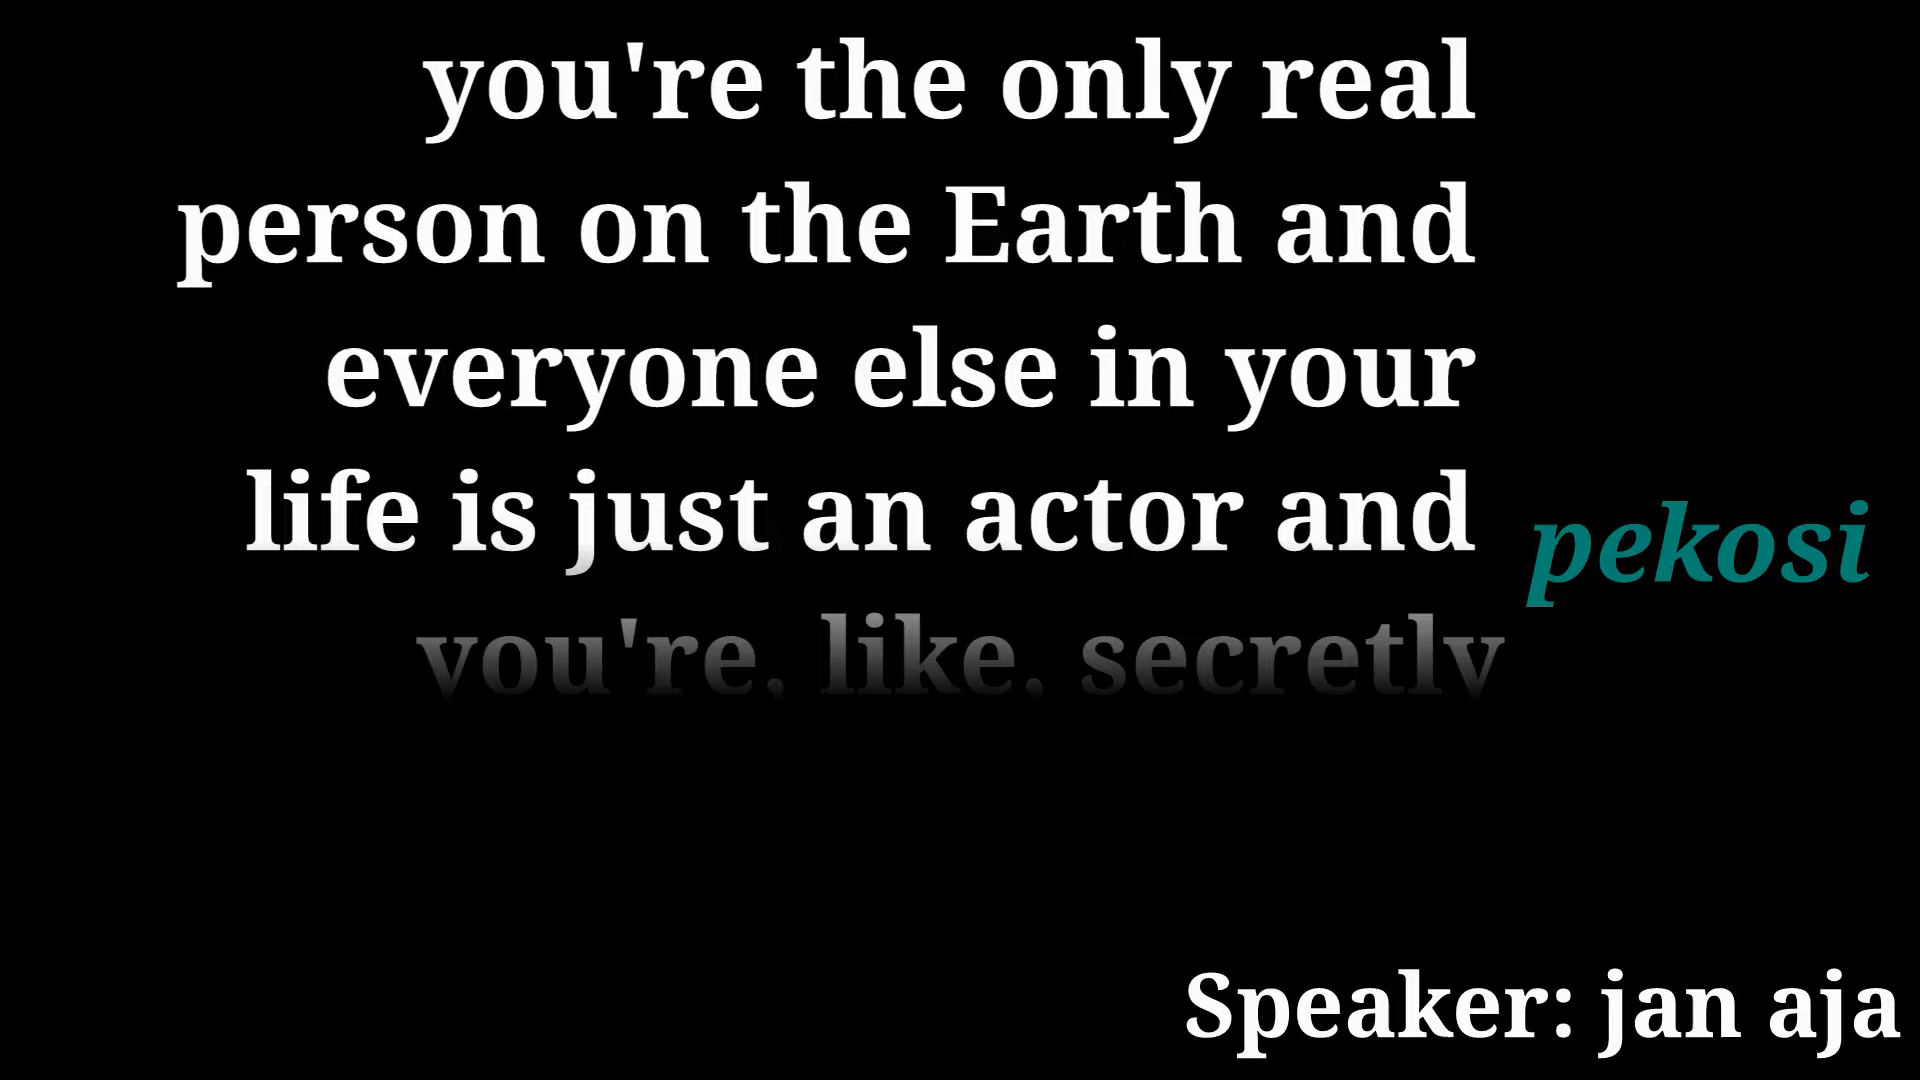 you're the only real
person on the Earth and
everyone else in your
life is just an actor and
pekosi
you're, like, secretly
Speaker: jan aja